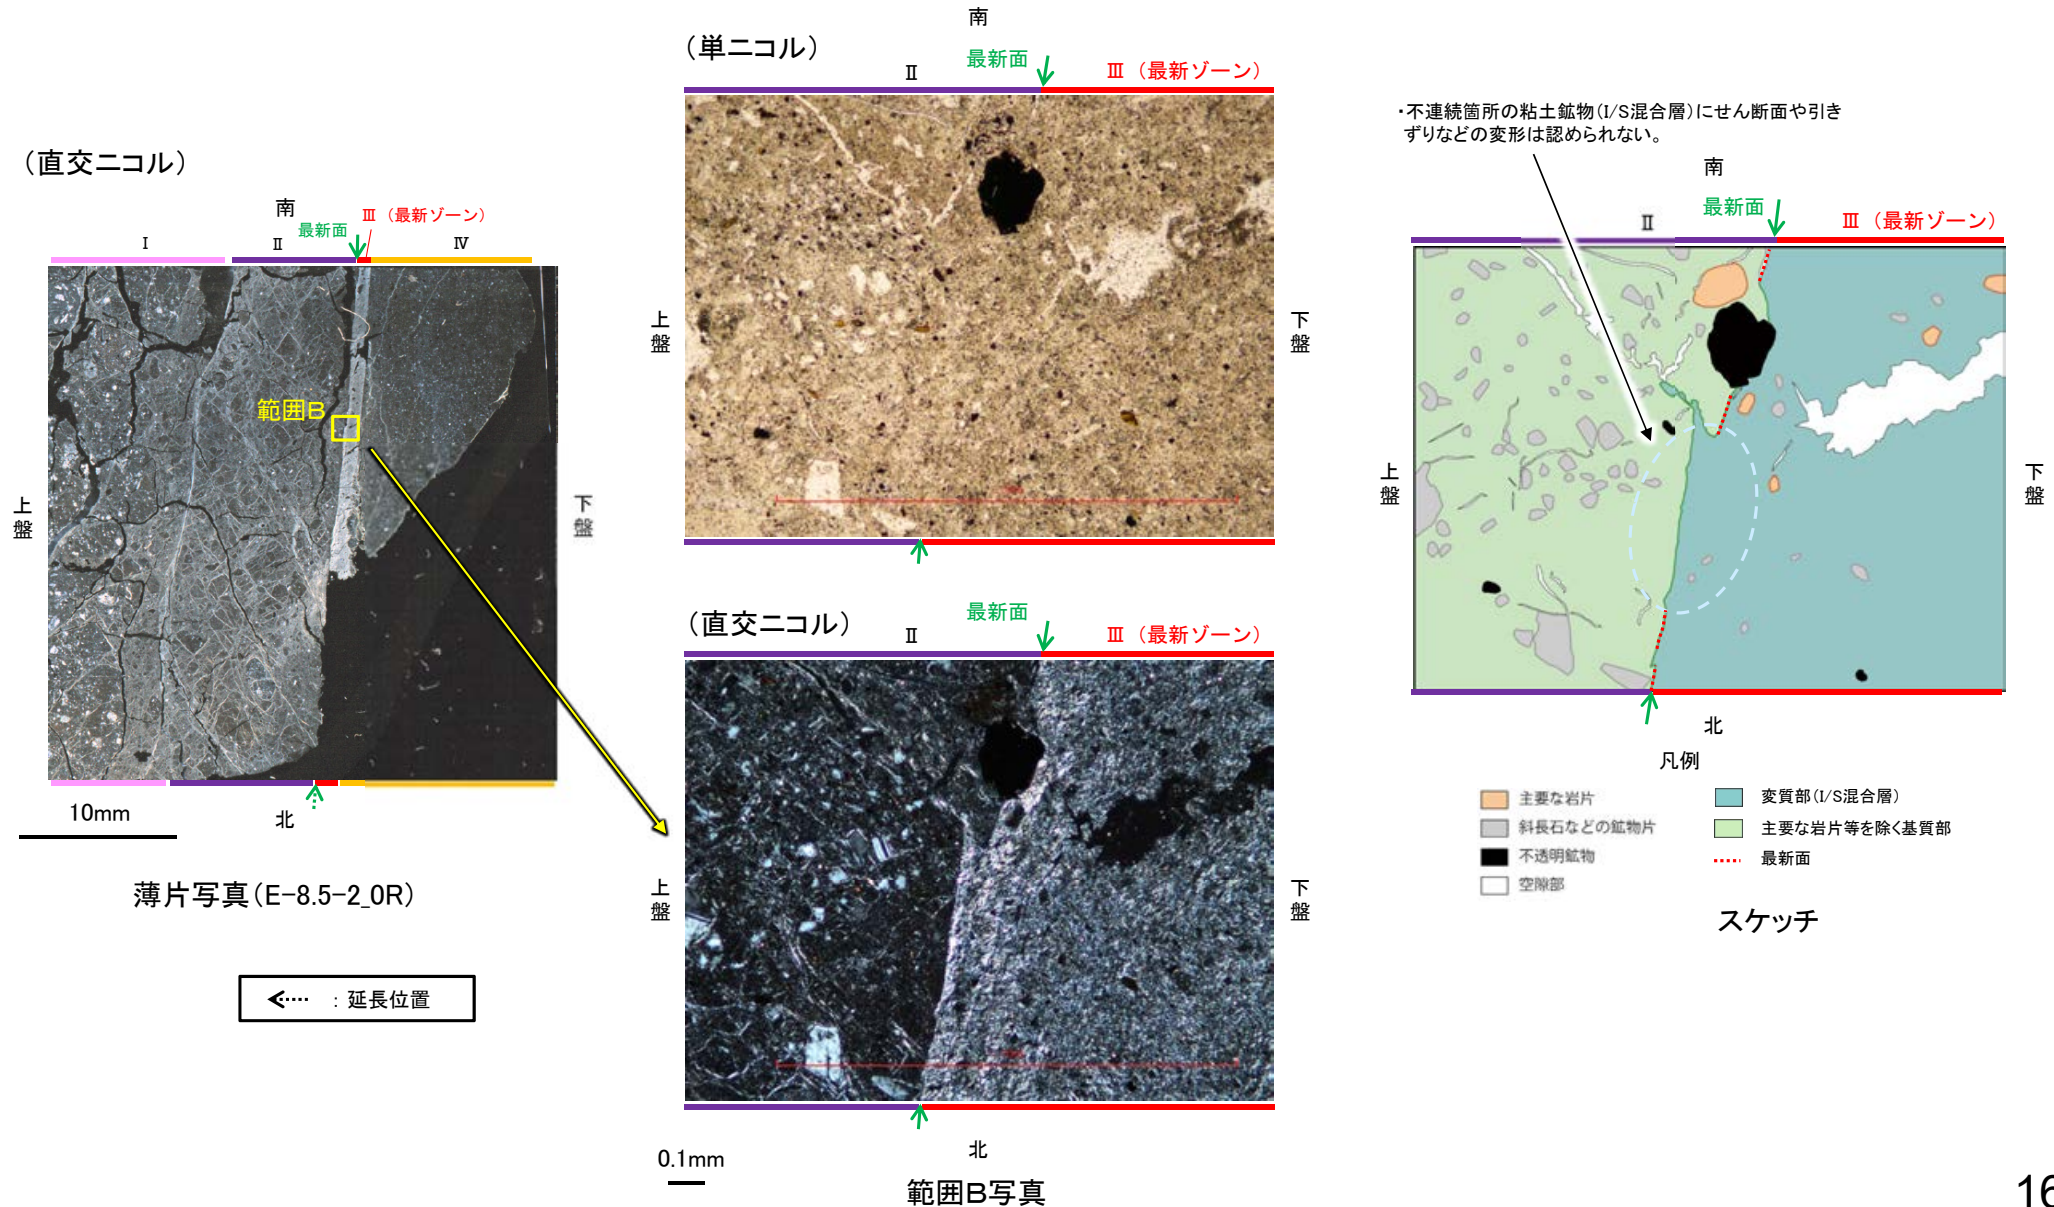 (直交ニコル)
南
最新面
Ⅲ (最新ゾーン)
Ⅰ
Ⅱ
Ⅳ
範囲B
上盤
下盤
10mm
北
薄片写真(E-8.5-2_0R)
: 延長位置
南
(単ニコル)
最新面
Ⅱ
Ⅲ (最新ゾーン)
上盤
下盤
(直交ニコル)
最新面
Ⅱ
Ⅲ (最新ゾーン)
上盤
下盤
北
0.1mm
範囲B写真
・不連続箇所の粘土鉱物(I/S混合層)にせん断面や引き
ずりなどの変形は認められない。
南
最新面
Ⅱ
Ⅲ (最新ゾーン)
上盤
下盤
北
凡例
主要な岩片
変質部(I/S混合層)
斜長石などの鉱物片
主要な岩片等を除く基質部
不透明鉱物
最新面
空隙部
スケッチ